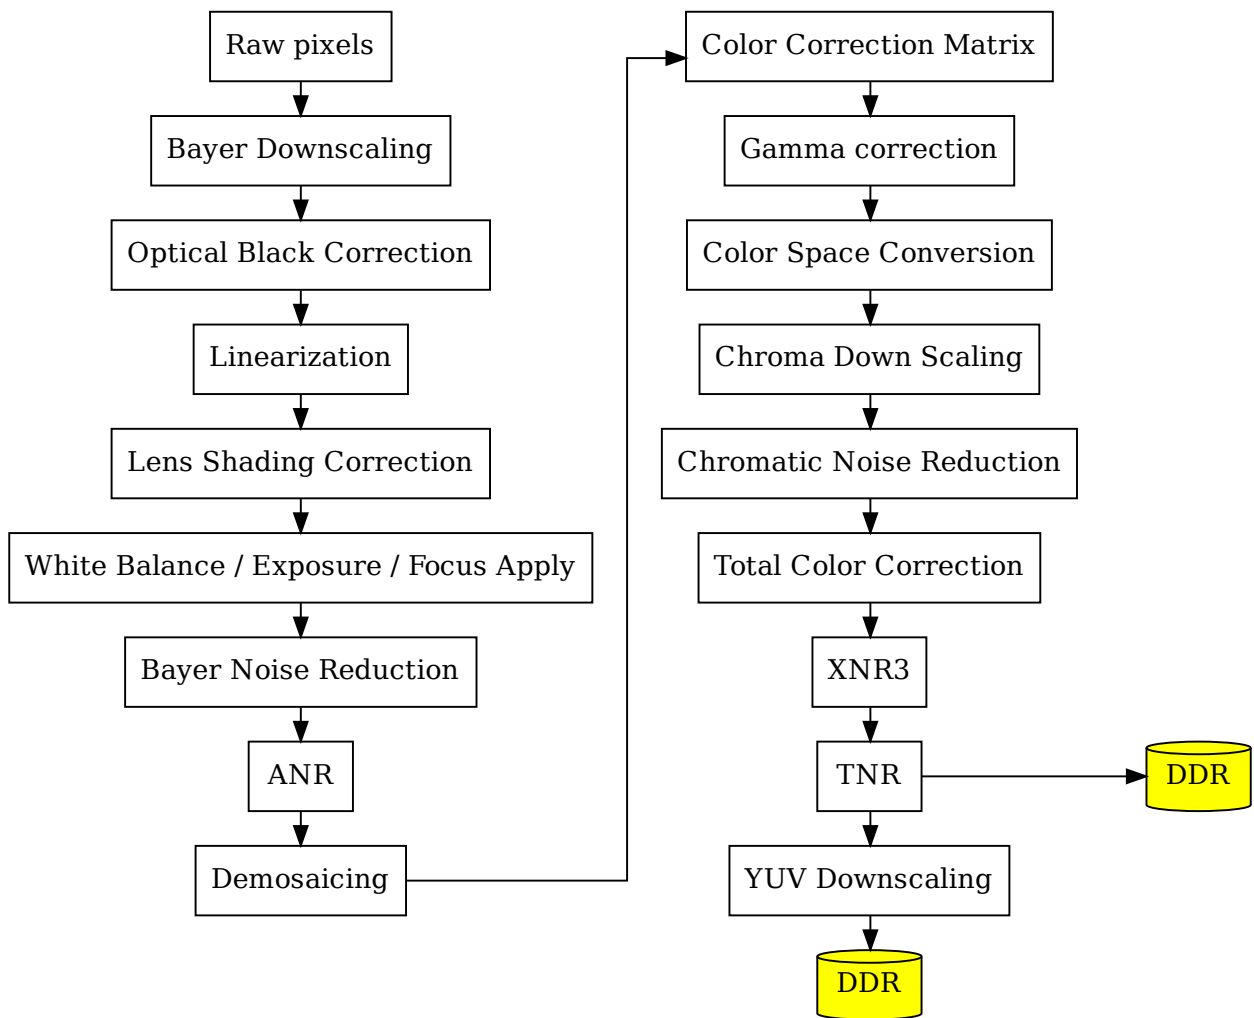 Raw pixels
Bayer Downscaling
Optical Black Correction
Linearization
Lens Shading Correction
White Balance / Exposure / Focus Apply
Bayer Noise Reduction
ANR
Demosaicing
Color Correction Matrix
Gamma correction
Color Space Conversion
Chroma Down Scaling
Chromatic Noise Reduction
Total Color Correction
XNR3
TNR
DDR
YUV Downscaling
DDR